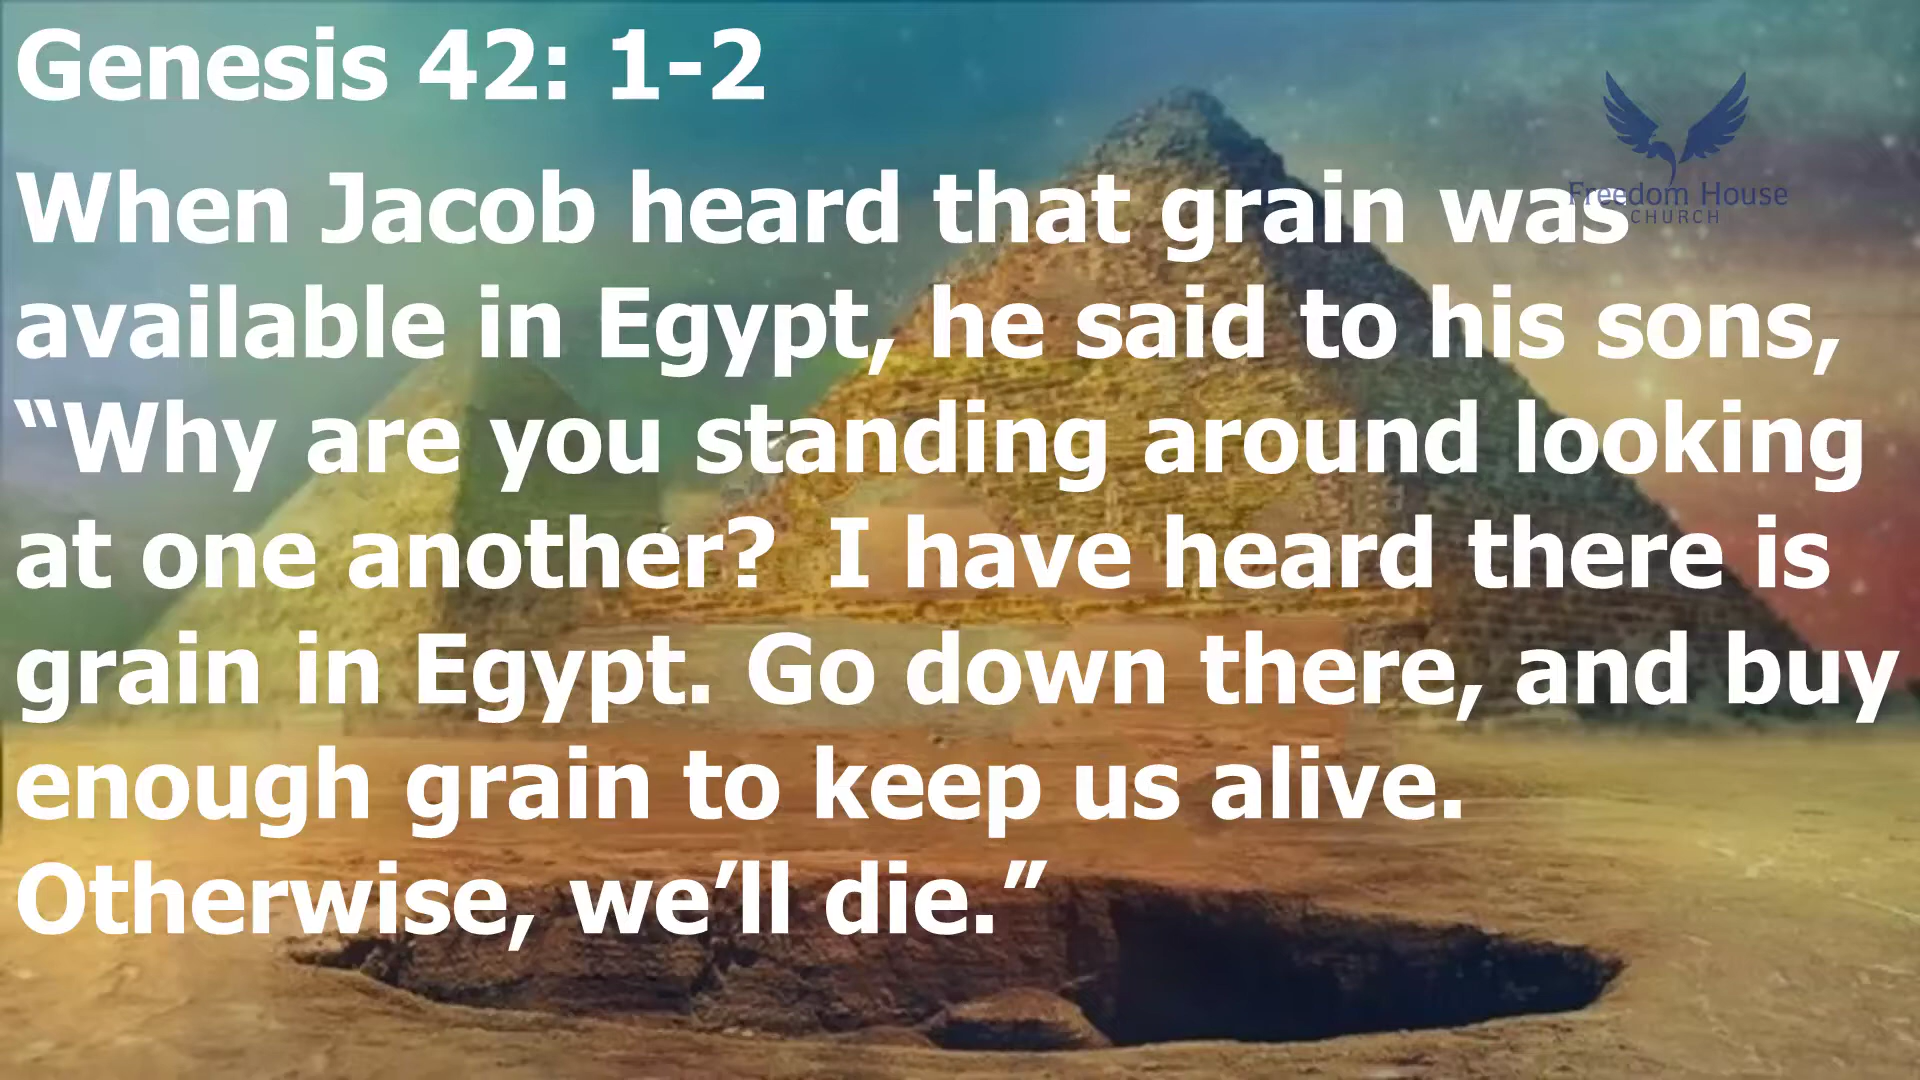 Genesis 42: 1-2
Freedom House
CHURCH
When Jacob heard that grain was
available in Egypt, he said to his sons,
“Why are you standing around looking
at one another?  I have heard there is
grain in Egypt. Go down there, and buy
enough grain to keep us alive.
Otherwise, we’ll die.”